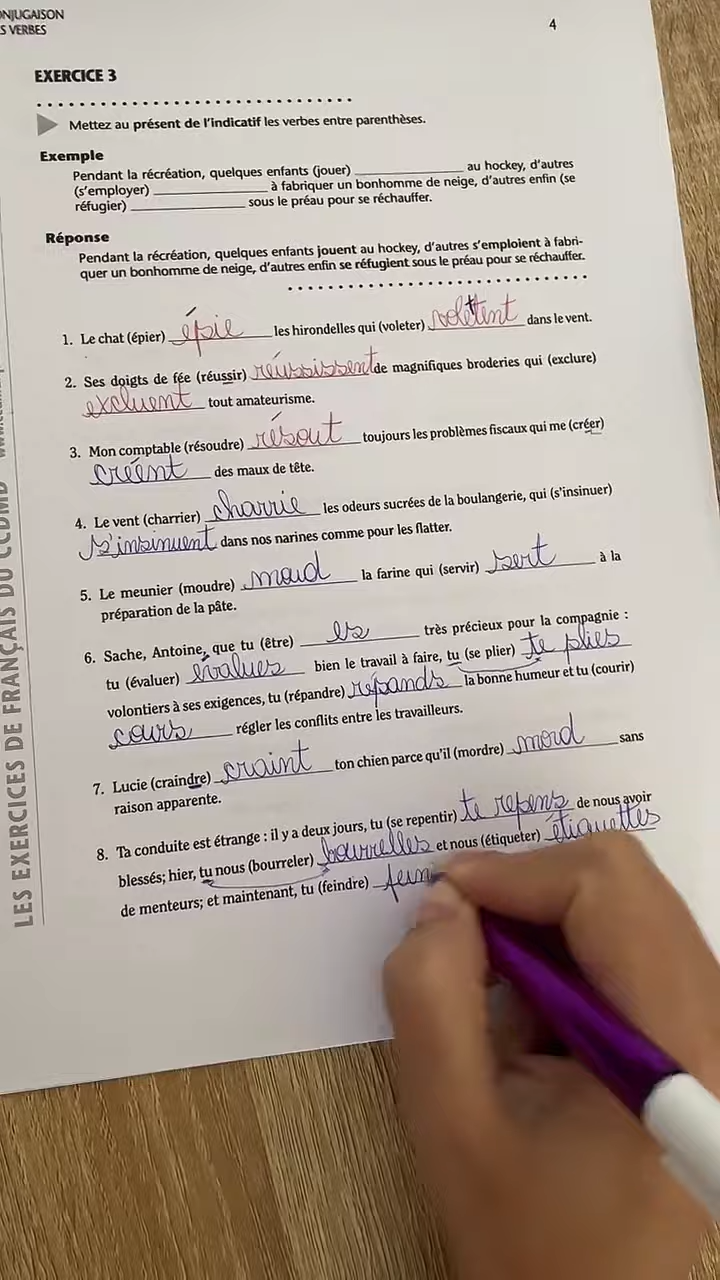 ONJUGAISON
S VERBES
4
EXERCICE 3
Mettez au présent de l'indicatif les verbes entre parenthèses.
Exemple
Pendant la récréation, quelques enfants (jouer) ____________ au hockey, d'autres
(s'employer) ____________ à fabriquer un bonhomme de neige, d'autres enfin (se
réfugier) ____________ sous le préau pour se réchauffer.
Réponse
Pendant la récréation, quelques enfants jouent au hockey, d'autres s'emploient à fabri-
quer un bonhomme de neige, d'autres enfin se réfugient sous le préau pour se réchauffer.
1. Le chat (épier) épie les hirondelles qui (voleter) volettent dans le vent.
2. Ses doigts de fée (réussir) réussissent de magnifiques broderies qui (exclure)
excluent tout amateurisme.
3. Mon comptable (résoudre) résout toujours les problèmes fiscaux qui me (créer)
créent des maux de tête.
4. Le vent (charrier) charrie les odeurs sucrées de la boulangerie, qui (s'insinuer)
s'insinuent dans nos narines comme pour les flatter.
5. Le meunier (moudre) moud la farine qui (servir) sert à la
préparation de la pâte.
6. Sache, Antoine, que tu (être) es très précieux pour la compagnie :
tu (évaluer) évalues bien le travail à faire, tu (se plier) te plies
volontiers à ses exigences, tu (répandre) répands la bonne humeur et tu (courir)
cours régler les conflits entre les travailleurs.
7. Lucie (craindre) craint ton chien parce qu'il (mordre) mord sans
raison apparente.
8. Ta conduite est étrange : il y a deux jours, tu (se repentir) te repens de nous avoir
blessés; hier, tu nous (bourreler) bourrelles et nous (étiqueter) étiquettes
de menteurs; et maintenant, tu (feindre) fein
LES EXERCICES DE FRANÇAIS DU CCDMD